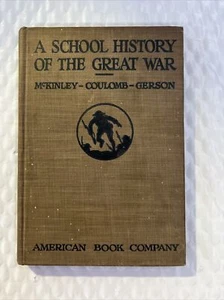 A SCHOOL HISTORY
OF THE GREAT WAR
McKINLEY - COULOMB - GERSON
AMERICAN BOOK COMPANY